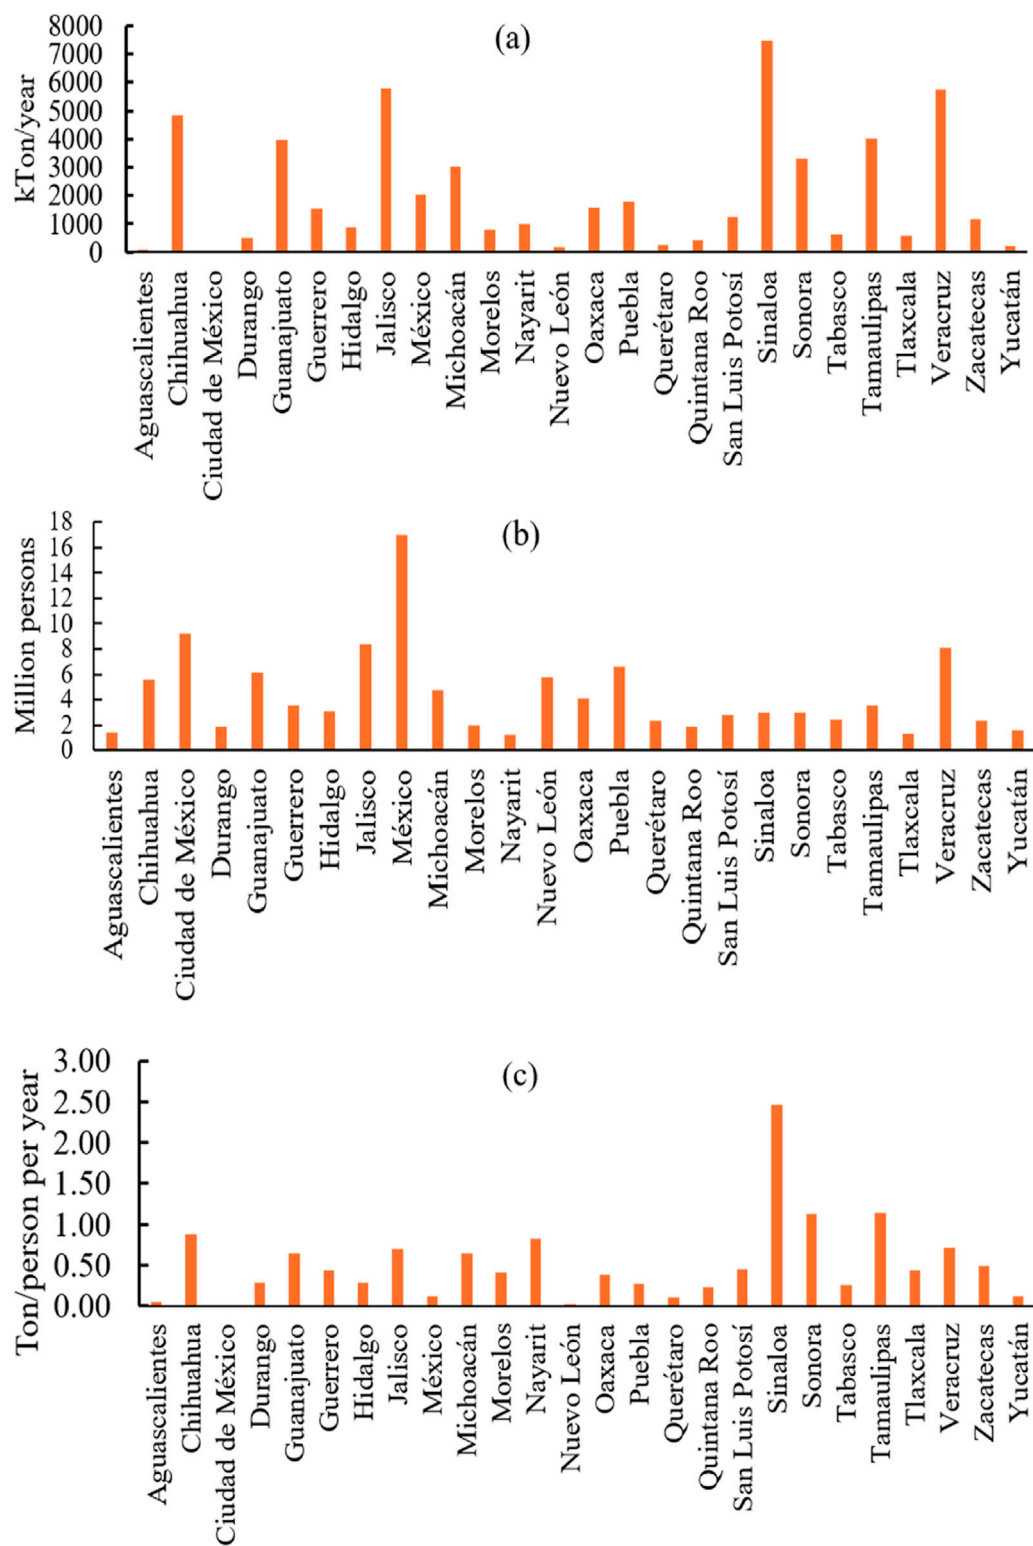 (a)
kTon/year
8000
7000
6000
5000
4000
3000
2000
1000
0
Aguascalientes
Chihuahua
Ciudad de México
Durango
Guanajuato
Guerrero
Hidalgo
Jalisco
México
Michoacán
Morelos
Nayarit
Nuevo León
Oaxaca
Puebla
Querétaro
Quintana Roo
San Luis Potosí
Sinaloa
Sonora
Tabasco
Tamaulipas
Tlaxcala
Veracruz
Zacatecas
Yucatán
(b)
Million persons
18
16
14
12
10
8
6
4
2
0
Aguascalientes
Chihuahua
Ciudad de México
Durango
Guanajuato
Guerrero
Hidalgo
Jalisco
México
Michoacán
Morelos
Nayarit
Nuevo León
Oaxaca
Puebla
Querétaro
Quintana Roo
San Luis Potosí
Sinaloa
Sonora
Tabasco
Tamaulipas
Tlaxcala
Veracruz
Zacatecas
Yucatán
(c)
Ton/person per year
3.00
2.50
2.00
1.50
1.00
0.50
0.00
Aguascalientes
Chihuahua
Ciudad de México
Durango
Guanajuato
Guerrero
Hidalgo
Jalisco
México
Michoacán
Morelos
Nayarit
Nuevo León
Oaxaca
Puebla
Querétaro
Quintana Roo
San Luis Potosí
Sinaloa
Sonora
Tabasco
Tamaulipas
Tlaxcala
Veracruz
Zacatecas
Yucatán